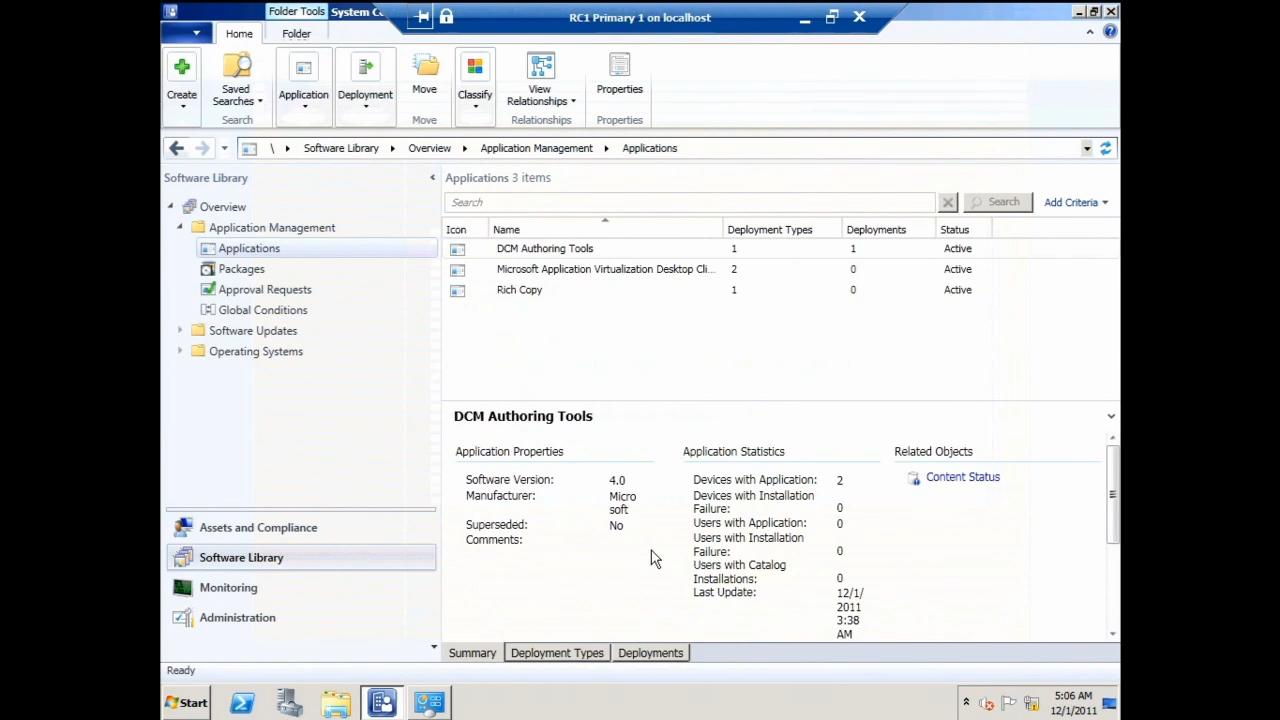 Folder Tools
System Co
RC1 Primary 1 on localhost
Home
Folder
Create
Saved
Searches
Application
Deployment
Move
Classify
View
Relationships
Properties
Search
Move
Relationships
Properties
\ Software Library Overview Application Management Applications
Software Library
Overview
Application Management
Applications
Packages
Approval Requests
Global Conditions
Software Updates
Operating Systems
Assets and Compliance
Software Library
Monitoring
Administration
Applications 3 items
Search
Search
Add Criteria
Icon Name Deployment Types Deployments Status
DCM Authoring Tools 1 1 Active
Microsoft Application Virtualization Desktop Cli... 2 0 Active
Rich Copy 1 0 Active
DCM Authoring Tools
Application Properties
Software Version: 4.0
Manufacturer: Micro
soft
Superseded: No
Comments:
Application Statistics
Devices with Application: 2
Devices with Installation
Failure: 0
Users with Application: 0
Users with Installation
Failure: 0
Users with Catalog
Installations: 0
Last Update: 12/1/
2011
3:38
AM
Related Objects
Content Status
Summary Deployment Types Deployments
Ready
Start
5:06 AM
12/1/2011